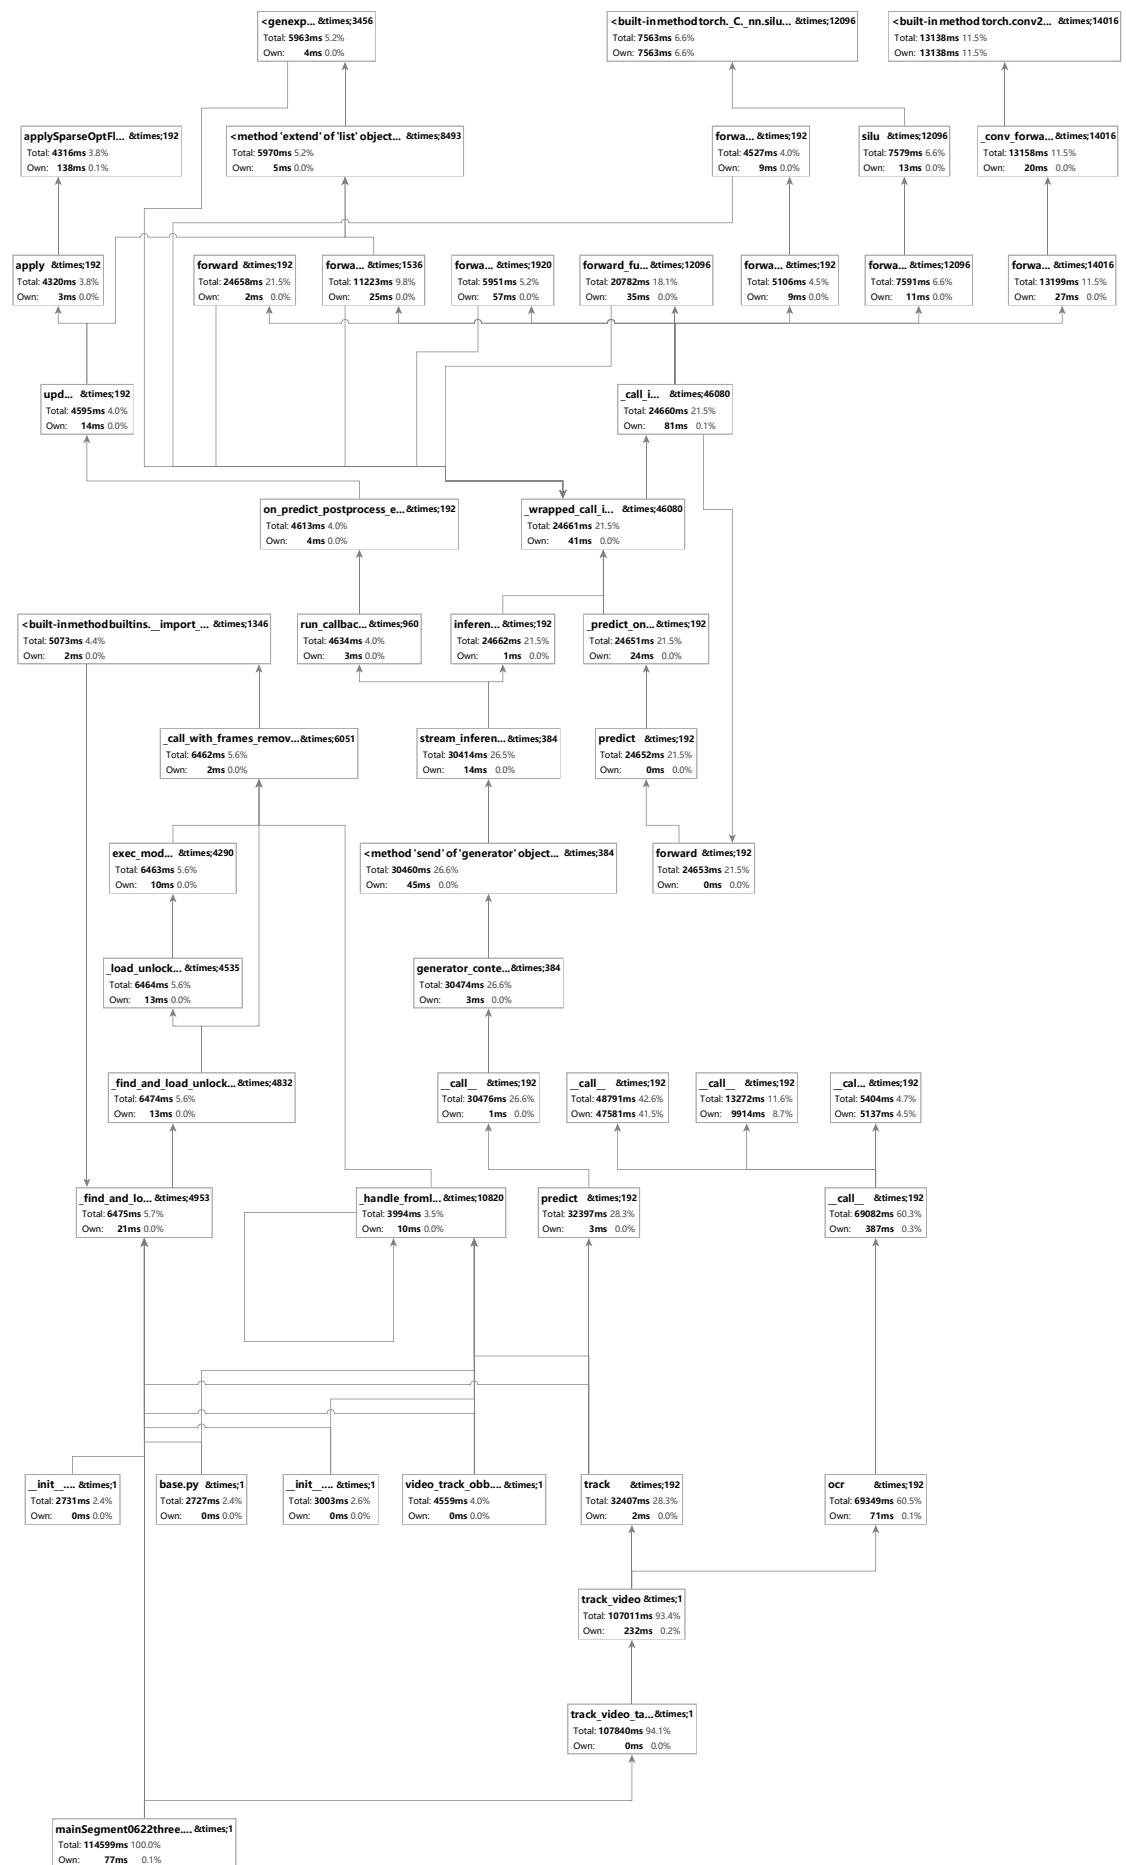 <genexp... &times;3456
Total: 5963ms 5.2%
Own: 4ms 0.0%
<built-in method torch._C._nn.silu... &times;12096
Total: 7563ms 6.6%
Own: 7563ms 6.6%
<built-in method torch.conv2... &times;14016
Total: 13138ms 11.5%
Own: 13138ms 11.5%
applySparseOptFl... &times;192
Total: 4316ms 3.8%
Own: 138ms 0.1%
<method 'extend' of 'list' object... &times;8493
Total: 5970ms 5.2%
Own: 5ms 0.0%
forwa... &times;192
Total: 4527ms 4.0%
Own: 9ms 0.0%
silu &times;12096
Total: 7579ms 6.6%
Own: 13ms 0.0%
_conv_forwa... &times;14016
Total: 13158ms 11.5%
Own: 20ms 0.0%
apply &times;192
Total: 4320ms 3.8%
Own: 3ms 0.0%
forward &times;192
Total: 24658ms 21.5%
Own: 2ms 0.0%
forwa... &times;1536
Total: 11223ms 9.8%
Own: 25ms 0.0%
forwa... &times;1920
Total: 5951ms 5.2%
Own: 57ms 0.0%
forward_fu... &times;12096
Total: 20782ms 18.1%
Own: 35ms 0.0%
forwa... &times;192
Total: 5106ms 4.5%
Own: 9ms 0.0%
forwa... &times;12096
Total: 7591ms 6.6%
Own: 11ms 0.0%
forwa... &times;14016
Total: 13199ms 11.5%
Own: 27ms 0.0%
upd... &times;192
Total: 4595ms 4.0%
Own: 14ms 0.0%
_call_i... &times;46080
Total: 24660ms 21.5%
Own: 81ms 0.1%
on_predict_postprocess_e... &times;192
Total: 4613ms 4.0%
Own: 4ms 0.0%
_wrapped_call_i... &times;46080
Total: 24661ms 21.5%
Own: 41ms 0.0%
<built-in method builtins.__import_... &times;1346
Total: 5073ms 4.4%
Own: 2ms 0.0%
run_callbac... &times;960
Total: 4634ms 4.0%
Own: 3ms 0.0%
inferen... &times;192
Total: 24662ms 21.5%
Own: 1ms 0.0%
_predict_on... &times;192
Total: 24651ms 21.5%
Own: 24ms 0.0%
_call_with_frames_remov... &times;6051
Total: 6462ms 5.6%
Own: 2ms 0.0%
stream_inferen... &times;384
Total: 30414ms 26.5%
Own: 14ms 0.0%
predict &times;192
Total: 24652ms 21.5%
Own: 0ms 0.0%
exec_mod... &times;4290
Total: 6463ms 5.6%
Own: 10ms 0.0%
<method 'send' of 'generator' object... &times;384
Total: 30460ms 26.6%
Own: 45ms 0.0%
forward &times;192
Total: 24653ms 21.5%
Own: 0ms 0.0%
_load_unlock... &times;4535
Total: 6464ms 5.6%
Own: 13ms 0.0%
generator_conte... &times;384
Total: 30474ms 26.6%
Own: 3ms 0.0%
_find_and_load_unlock... &times;4832
Total: 6474ms 5.6%
Own: 13ms 0.0%
__call__ &times;192
Total: 30476ms 26.6%
Own: 1ms 0.0%
__call__ &times;192
Total: 48791ms 42.6%
Own: 47581ms 41.5%
__call__ &times;192
Total: 13272ms 11.6%
Own: 9914ms 8.7%
__cal... &times;192
Total: 5404ms 4.7%
Own: 5137ms 4.5%
_find_and_lo... &times;4953
Total: 6475ms 5.7%
Own: 21ms 0.0%
_handle_froml... &times;10820
Total: 3994ms 3.5%
Own: 10ms 0.0%
predict &times;192
Total: 32397ms 28.3%
Own: 3ms 0.0%
__call__ &times;192
Total: 69082ms 60.3%
Own: 387ms 0.3%
__init__.... &times;1
Total: 2731ms 2.4%
Own: 0ms 0.0%
base.py &times;1
Total: 2727ms 2.4%
Own: 0ms 0.0%
__init__.... &times;1
Total: 3003ms 2.6%
Own: 0ms 0.0%
video_track_obb.... &times;1
Total: 4559ms 4.0%
Own: 0ms 0.0%
track &times;192
Total: 32407ms 28.3%
Own: 2ms 0.0%
ocr &times;192
Total: 69349ms 60.5%
Own: 71ms 0.1%
track_video &times;1
Total: 107011ms 93.4%
Own: 232ms 0.2%
track_video_ta... &times;1
Total: 107840ms 94.1%
Own: 0ms 0.0%
mainSegment0622three.... &times;1
Total: 114599ms 100.0%
Own: 77ms 0.1%